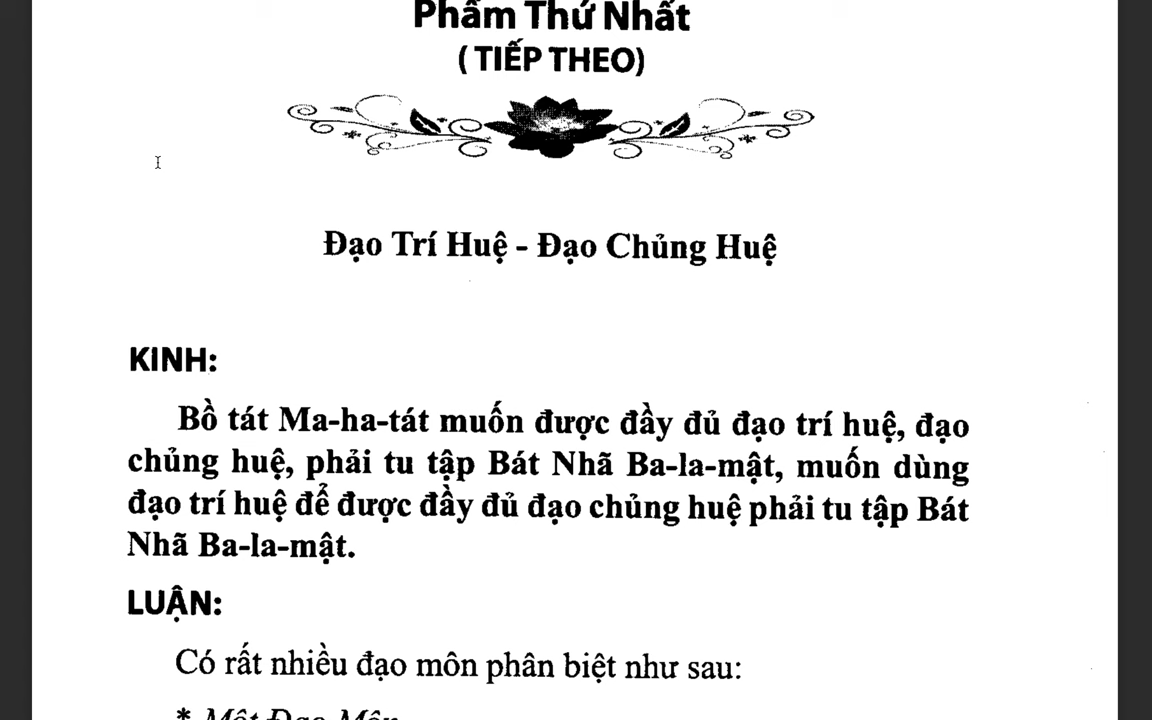 Phẩm Thứ Nhất
( TIẾP THEO)
Đạo Trí Huệ - Đạo Chủng Huệ
KINH:
Bồ tát Ma-ha-tát muốn được đầy đủ đạo trí huệ, đạo
chủng huệ, phải tu tập Bát Nhã Ba-la-mật, muốn dùng
đạo trí huệ để được đầy đủ đạo chủng huệ phải tu tập Bát
Nhã Ba-la-mật.
LUẬN:
Có rất nhiều đạo môn phân biệt như sau:
* Một Đạo Môn